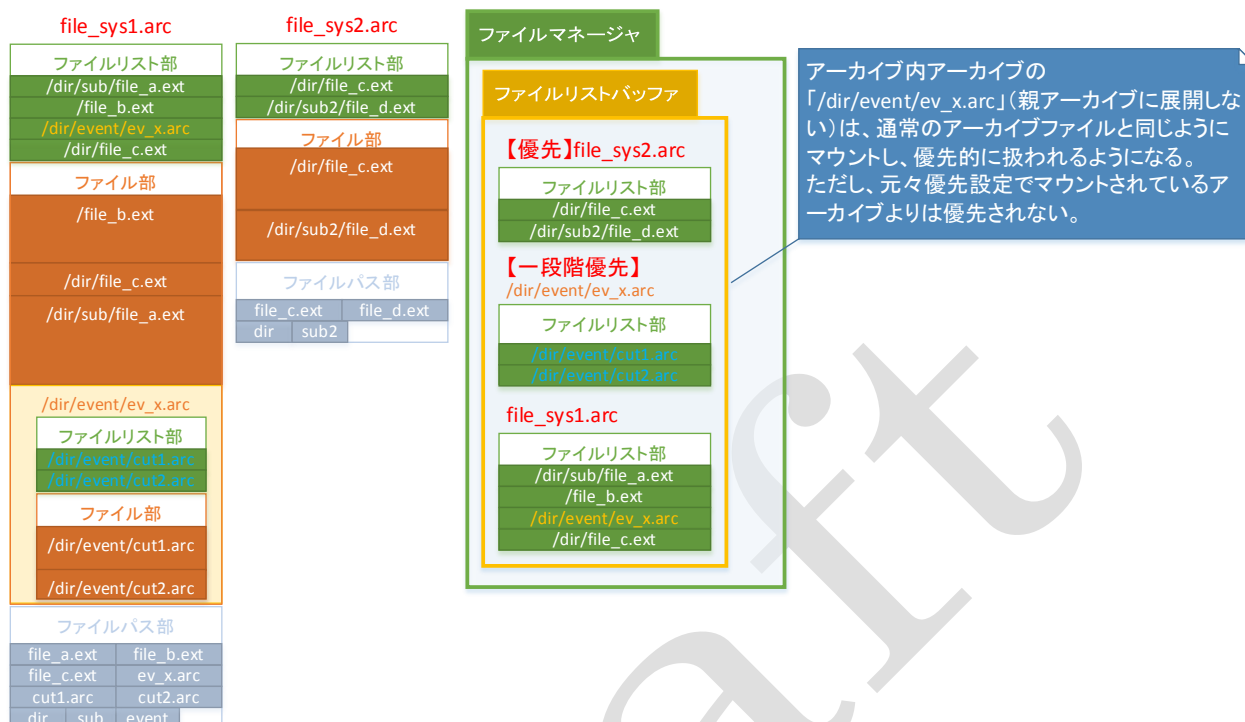 file_sys1.arc
ファイルリスト部
/dir/sub/file_a.ext
/file_b.ext
/dir/event/ev_x.arc
/dir/file_c.ext
ファイル部
/file_b.ext
/dir/file_c.ext
/dir/sub/file_a.ext
/dir/event/ev_x.arc
ファイルリスト部
/dir/event/cut1.arc
/dir/event/cut2.arc
ファイル部
/dir/event/cut1.arc
/dir/event/cut2.arc
ファイルパス部
file_a.ext file_b.ext
file_c.ext ev_x.arc
cut1.arc cut2.arc
dir sub event
file_sys2.arc
ファイルリスト部
/dir/file_c.ext
/dir/sub2/file_d.ext
ファイル部
/dir/file_c.ext
/dir/sub2/file_d.ext
ファイルパス部
file_c.ext file_d.ext
dir sub2
ファイルマネージャ
ファイルリストバッファ
【優先】file_sys2.arc
ファイルリスト部
/dir/file_c.ext
/dir/sub2/file_d.ext
【一段階優先】
/dir/event/ev_x.arc
ファイルリスト部
/dir/event/cut1.arc
/dir/event/cut2.arc
file_sys1.arc
ファイルリスト部
/dir/sub/file_a.ext
/file_b.ext
/dir/event/ev_x.arc
/dir/file_c.ext
アーカイブ内アーカイブの
「/dir/event/ev_x.arc」(親アーカイブに展開しな
い)は、通常のアーカイブファイルと同じように
マウントし、優先的に扱われるようになる。
ただし、元々優先設定でマウントされているア
ーカイブよりは優先されない。